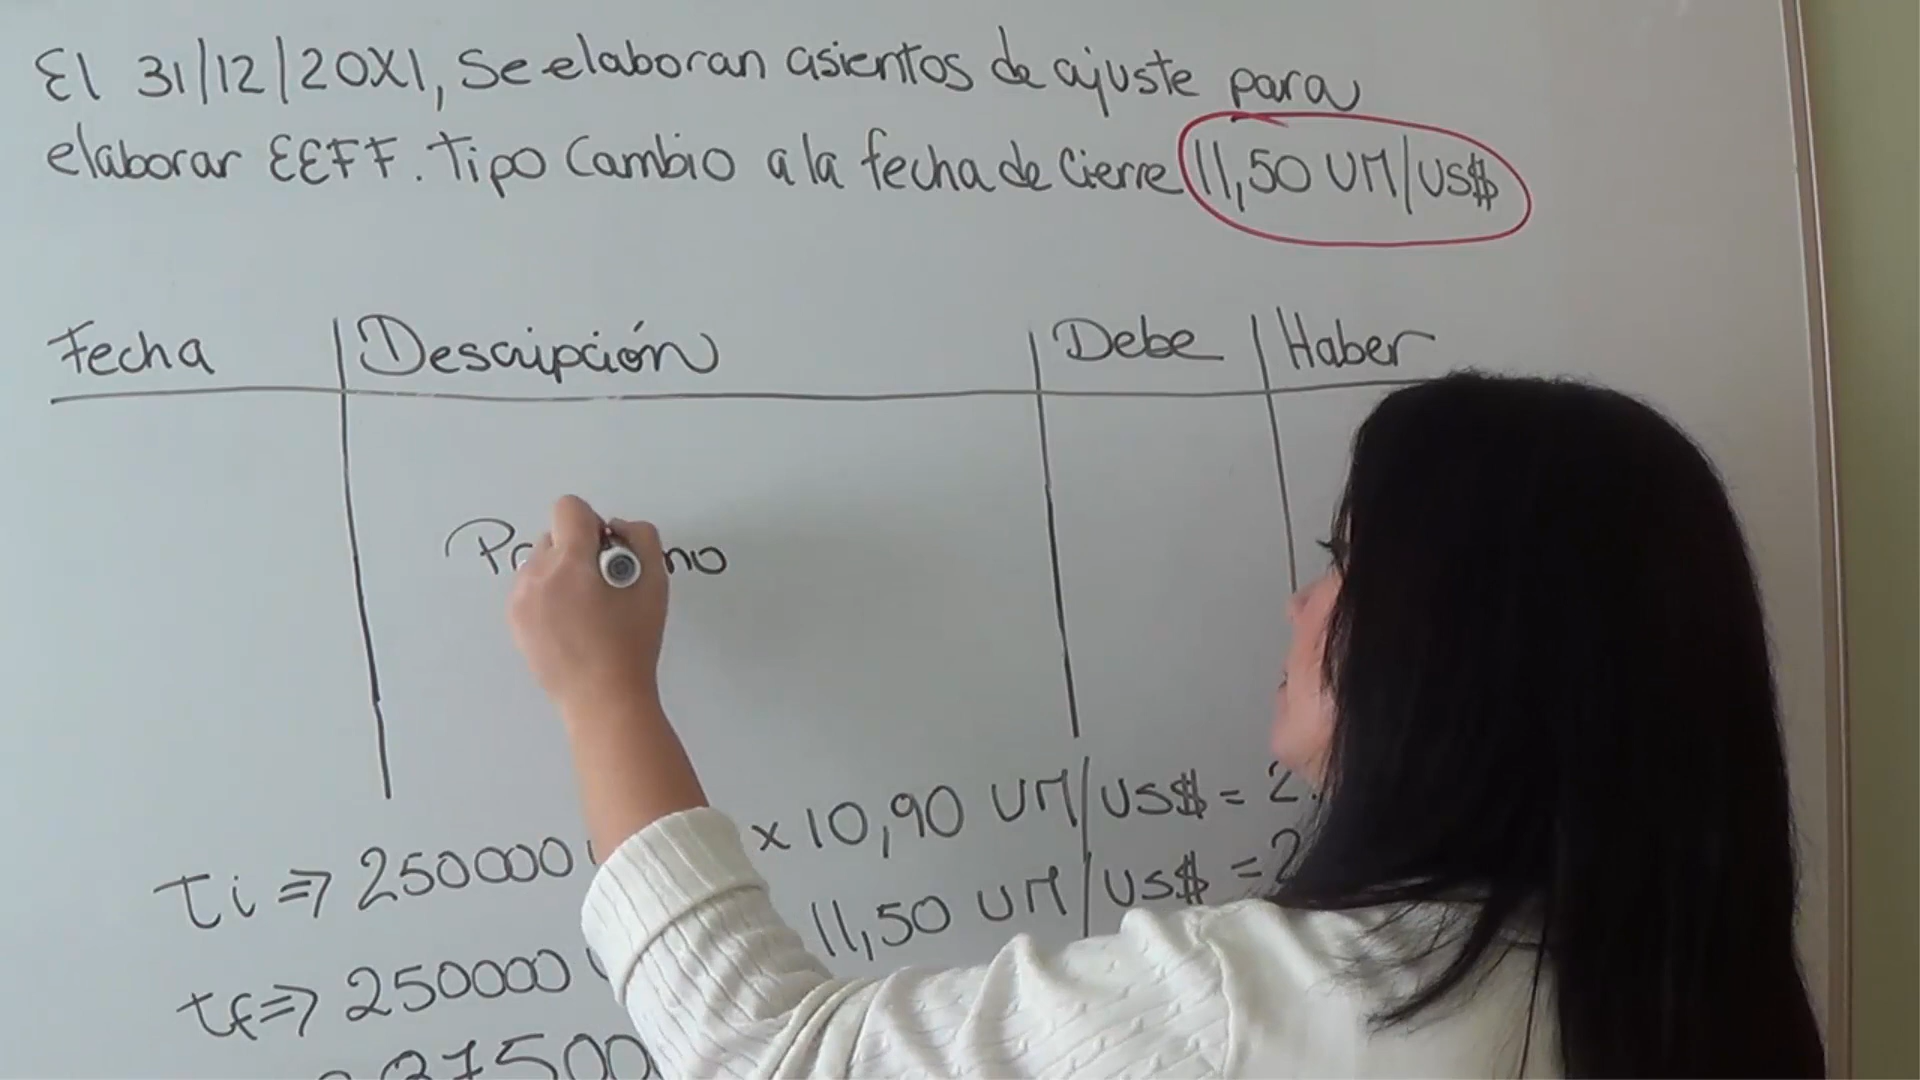 El 31/12/20X1, Se elaboran asientos de ajuste para
elaborar EEFF. Tipo Cambio a la fecha de Cierre 11,50 UM/US$
Fecha Descripción Debe Haber
ti => 250000 x 10,90 UM/US$ = 2.
tf => 250000 11,50 UM/US$ = 2